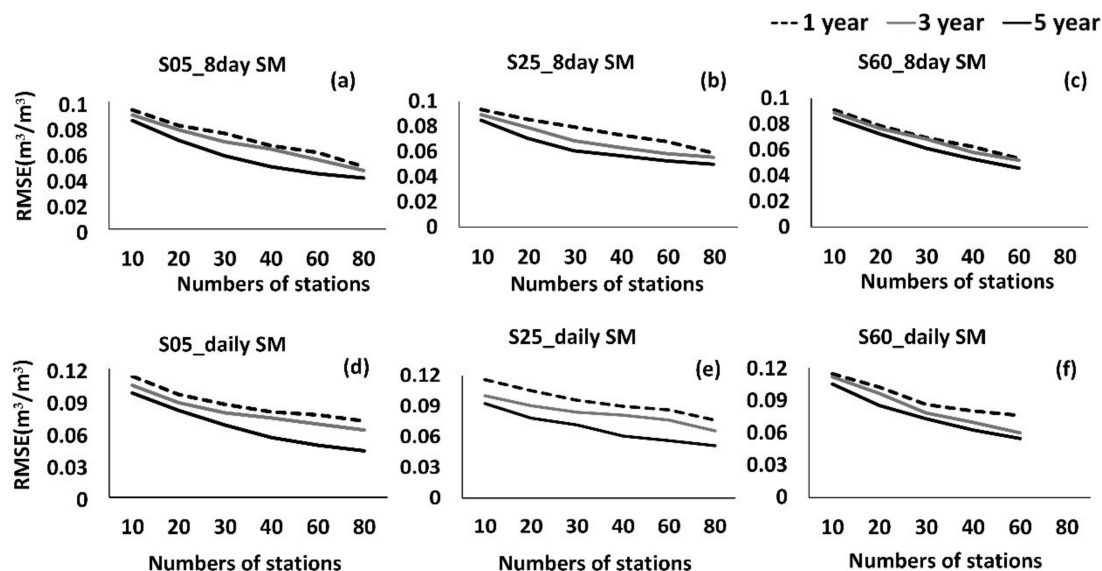 1 year 3 year 5 year
S05_8day SM (a)
S25_8day SM (b)
S60_8day SM (c)
RMSE(m³/m³)
0.1
0.08
0.06
0.04
0.02
0
10 20 30 40 60 80
Numbers of stations
0.1
0.08
0.06
0.04
0.02
0
10 20 30 40 60 80
Numbers of stations
0.1
0.08
0.06
0.04
0.02
0
10 20 30 40 60 80
Numbers of stations
S05_daily SM (d)
S25_daily SM (e)
S60_daily SM (f)
RMSE(m³/m³)
0.12
0.09
0.06
0.03
0
10 20 30 40 60 80
Numbers of stations
0.12
0.09
0.06
0.03
0
10 20 30 40 60 80
Numbers of stations
0.12
0.09
0.06
0.03
0
10 20 30 40 60 80
Numbers of stations